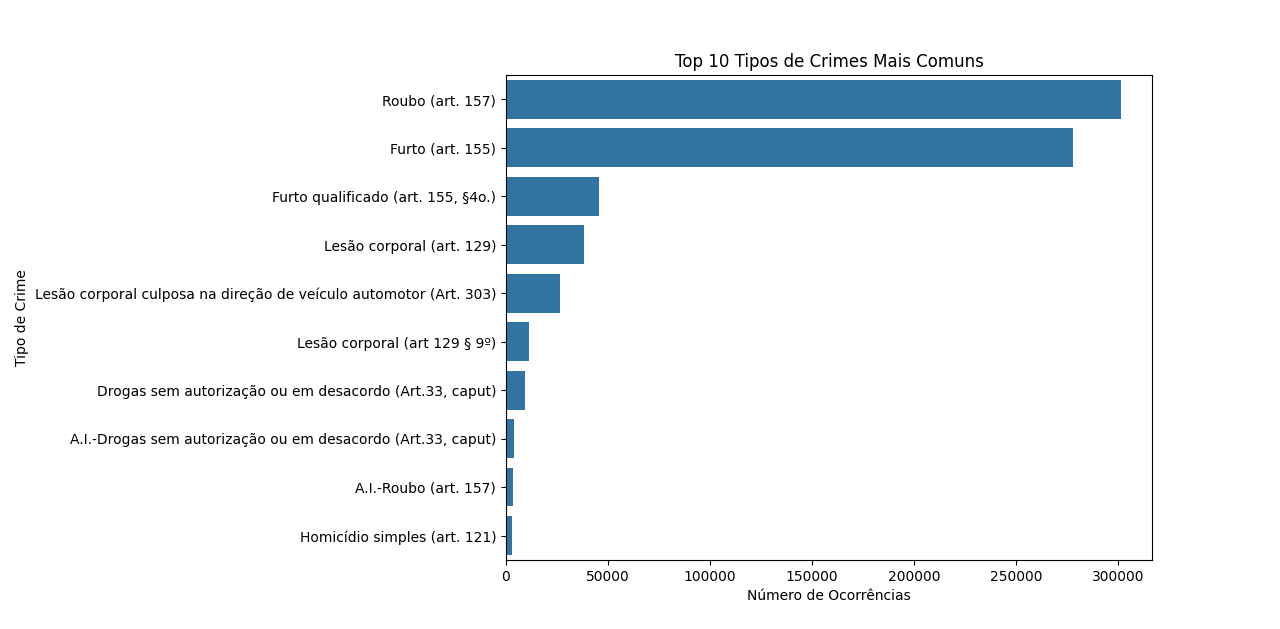 Top 10 Tipos de Crimes Mais Comuns
Tipo de Crime
Roubo (art. 157)
Furto (art. 155)
Furto qualificado (art. 155, §4o.)
Lesão corporal (art. 129)
Lesão corporal culposa na direção de veículo automotor (Art. 303)
Lesão corporal (art 129 § 9º)
Drogas sem autorização ou em desacordo (Art.33, caput)
A.I.-Drogas sem autorização ou em desacordo (Art.33, caput)
A.I.-Roubo (art. 157)
Homicídio simples (art. 121)
0 50000 100000 150000 200000 250000 300000
Número de Ocorrências